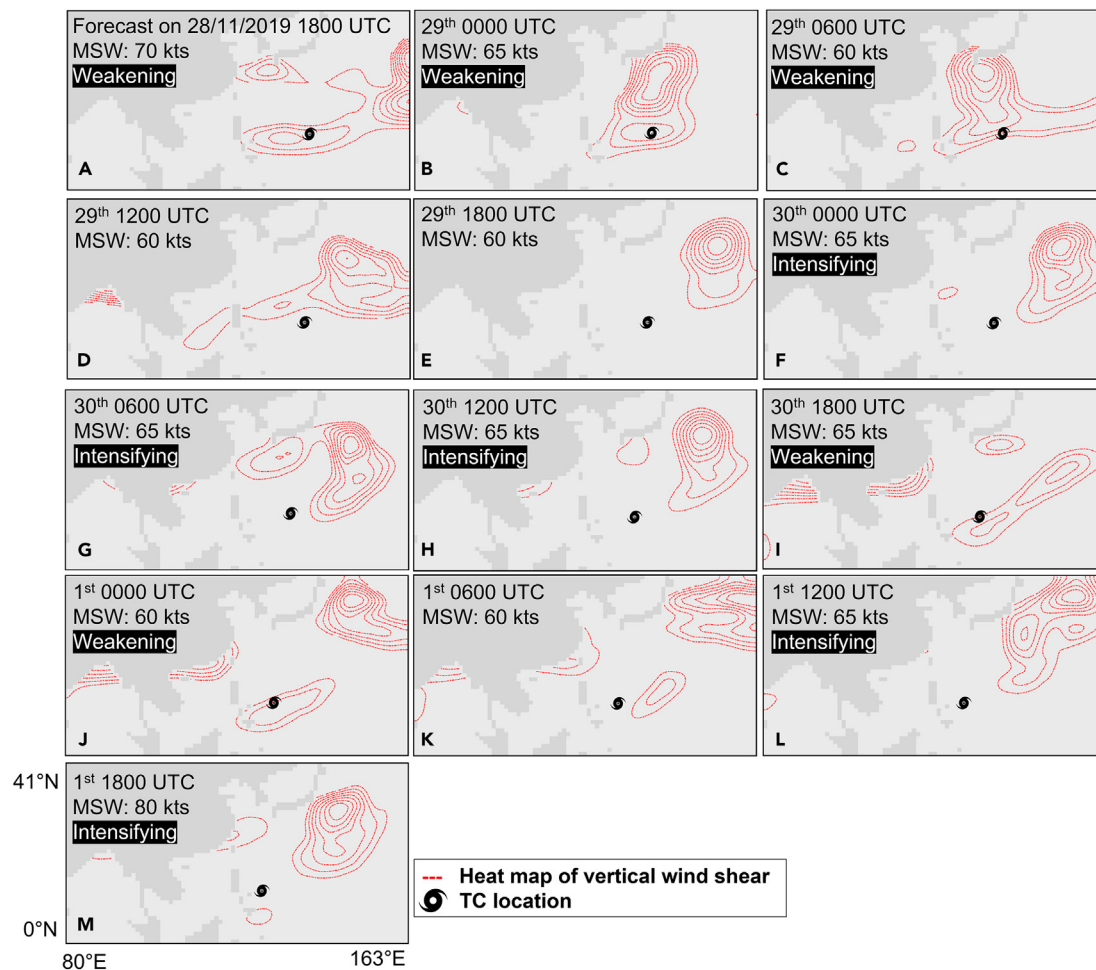 Forecast on 28/11/2019 1800 UTC
MSW: 70 kts
Weakening
A
29th 0000 UTC
MSW: 65 kts
Weakening
B
29th 0600 UTC
MSW: 60 kts
Weakening
C
29th 1200 UTC
MSW: 60 kts
D
29th 1800 UTC
MSW: 60 kts
E
30th 0000 UTC
MSW: 65 kts
Intensifying
F
30th 0600 UTC
MSW: 65 kts
Intensifying
G
30th 1200 UTC
MSW: 65 kts
Intensifying
H
30th 1800 UTC
MSW: 65 kts
Weakening
I
1st 0000 UTC
MSW: 60 kts
Weakening
J
1st 0600 UTC
MSW: 60 kts
K
1st 1200 UTC
MSW: 65 kts
Intensifying
L
41°N
1st 1800 UTC
MSW: 80 kts
Intensifying
M
0°N
80°E
163°E
Heat map of vertical wind shear
TC location